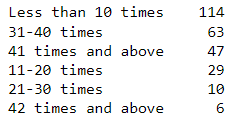 Less than 10 times 114
31-40 times 63
41 times and above 47
11-20 times 29
21-30 times 10
42 times and above 6